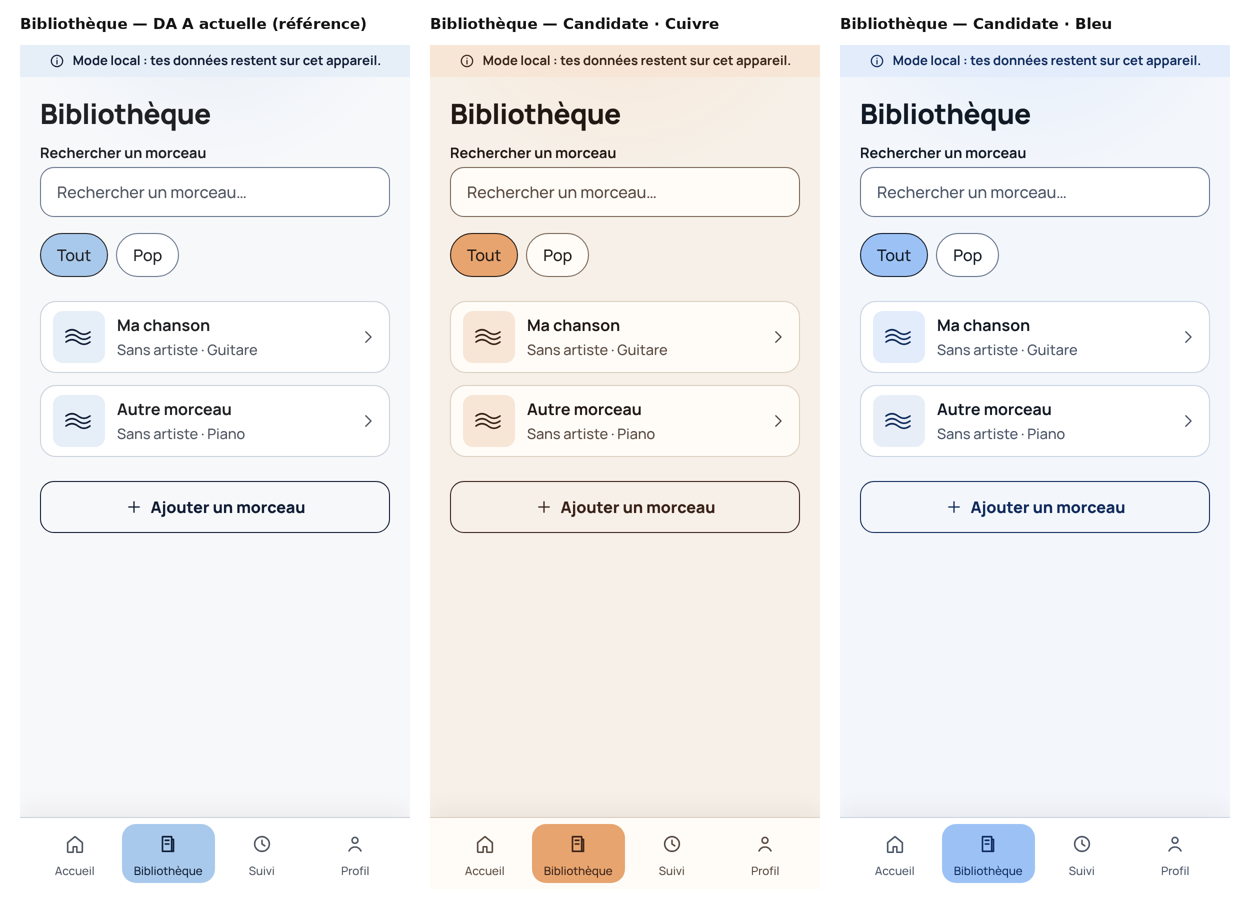 Bibliothèque — DA A actuelle (référence)
Mode local : tes données restent sur cet appareil.
Bibliothèque
Rechercher un morceau
Rechercher un morceau…
Tout
Pop
Ma chanson
Sans artiste · Guitare
Autre morceau
Sans artiste · Piano
+ Ajouter un morceau
Accueil
Bibliothèque
Suivi
Profil
Bibliothèque — Candidate · Cuivre
Mode local : tes données restent sur cet appareil.
Bibliothèque
Rechercher un morceau
Rechercher un morceau…
Tout
Pop
Ma chanson
Sans artiste · Guitare
Autre morceau
Sans artiste · Piano
+ Ajouter un morceau
Accueil
Bibliothèque
Suivi
Profil
Bibliothèque — Candidate · Bleu
Mode local : tes données restent sur cet appareil.
Bibliothèque
Rechercher un morceau
Rechercher un morceau…
Tout
Pop
Ma chanson
Sans artiste · Guitare
Autre morceau
Sans artiste · Piano
+ Ajouter un morceau
Accueil
Bibliothèque
Suivi
Profil